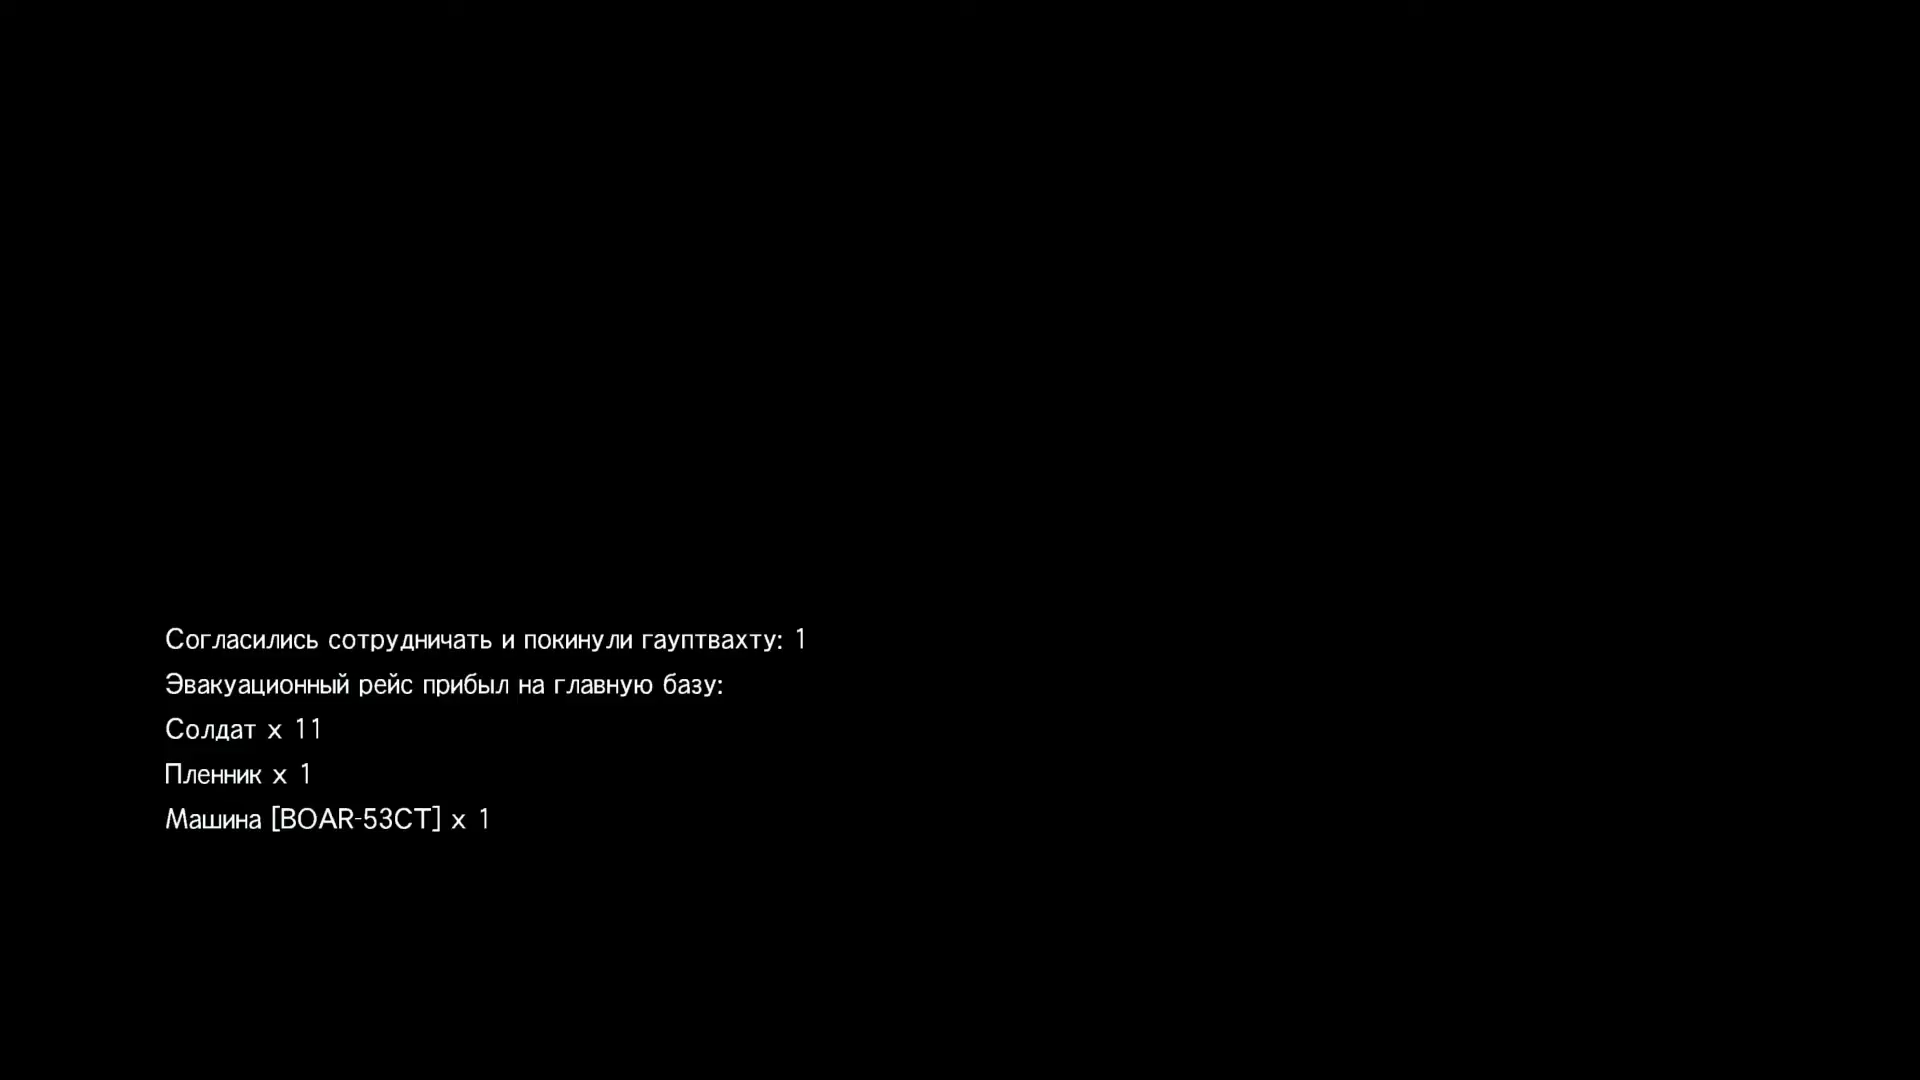 Согласились сотрудничать и покинули гауптвахту: 1
Эвакуационный рейс прибыл на главную базу:
Солдат x 11
Пленник x 1
Машина [BOAR-53CT] x 1